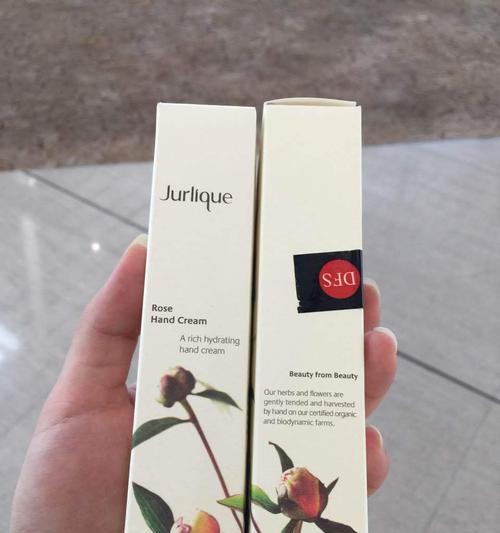 Jurlique
Rose
Hand Cream
A rich hydrating
hand cream
DFS
Beauty from Beauty
Our herbs and flowers are
gently tended and harvested
by hand on our certified organic
and biodynamic farms.